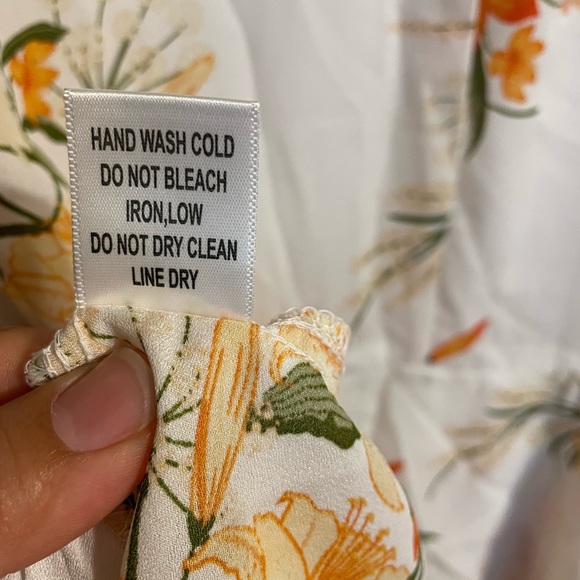 HAND WASH COLD
DO NOT BLEACH
IRON,LOW
DO NOT DRY CLEAN
LINE DRY